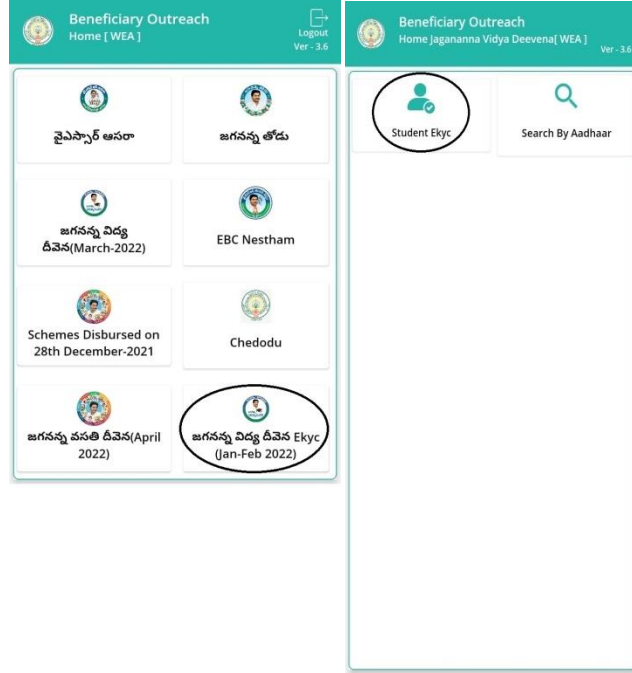 Beneficiary Outreach
Home [ WEA ]
Logout
Ver - 3.6
వైఎస్సార్ ఆసరా
జగనన్న తోడు
జగనన్న విద్య
దీవెన(March-2022)
EBC Nestham
Schemes Disbursed on
28th December-2021
Chedodu
జగనన్న వసతి దీవెన(April
2022)
జగనన్న విద్య దీవెన Ekyc
(Jan-Feb 2022)
Beneficiary Outreach
Home Jagananna Vidya Deevena[ WEA ]
Ver - 3.6
Student Ekyc
Search By Aadhaar